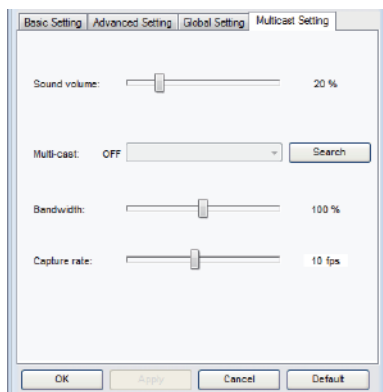 Basic Setting Advanced Setting Global Setting Multicast Setting
Sound volume: 20 %
Multi-cast: OFF Search
Bandwidth: 100 %
Capture rate: 10 fps
OK Apply Cancel Default